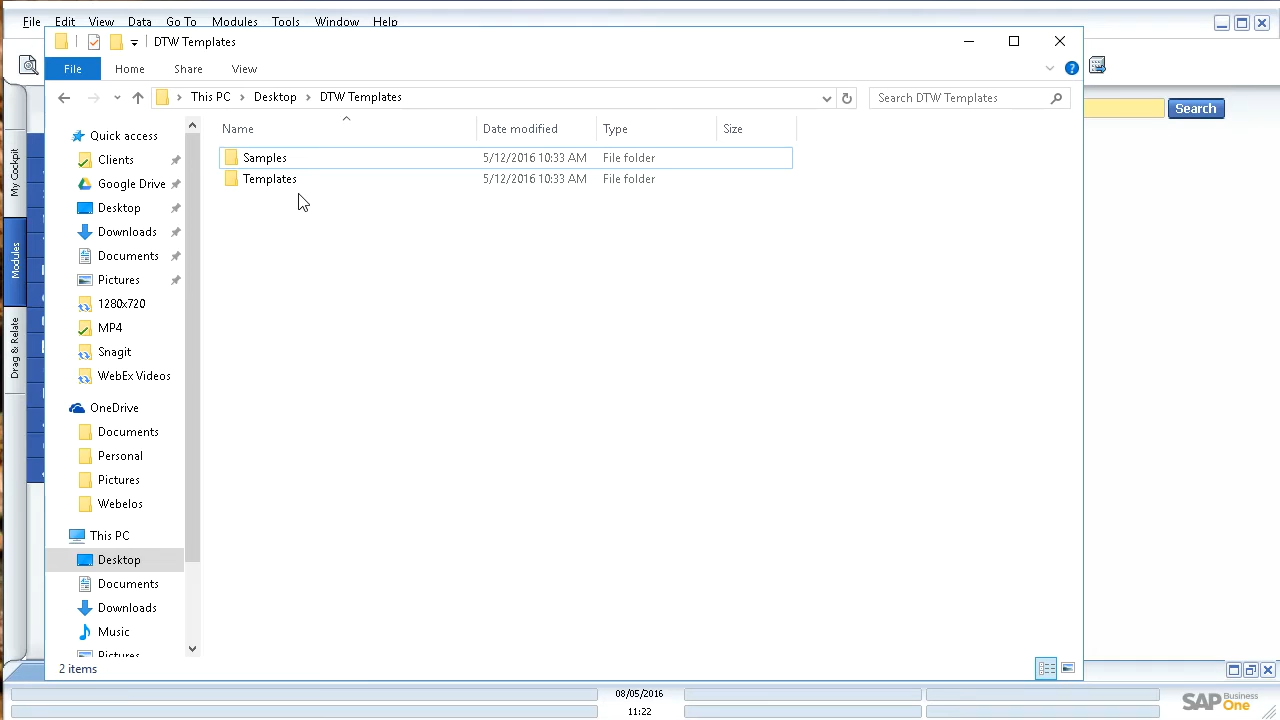 File Edit View Data Go To Modules Tools Window Help
DTW Templates
File Home Share View
This PC Desktop DTW Templates
Search DTW Templates
Search
Name Date modified Type Size
Samples 5/12/2016 10:33 AM File folder
Templates 5/12/2016 10:33 AM File folder
Quick access
Clients
Google Drive
Desktop
Downloads
Documents
Pictures
1280x720
MP4
Snagit
WebEx Videos
OneDrive
Documents
Personal
Pictures
Webelos
This PC
Desktop
Documents
Downloads
Music
Pictures
My Cockpit
Modules
Drag & Relate
2 items
08/05/2016
11:22
SAP Business One